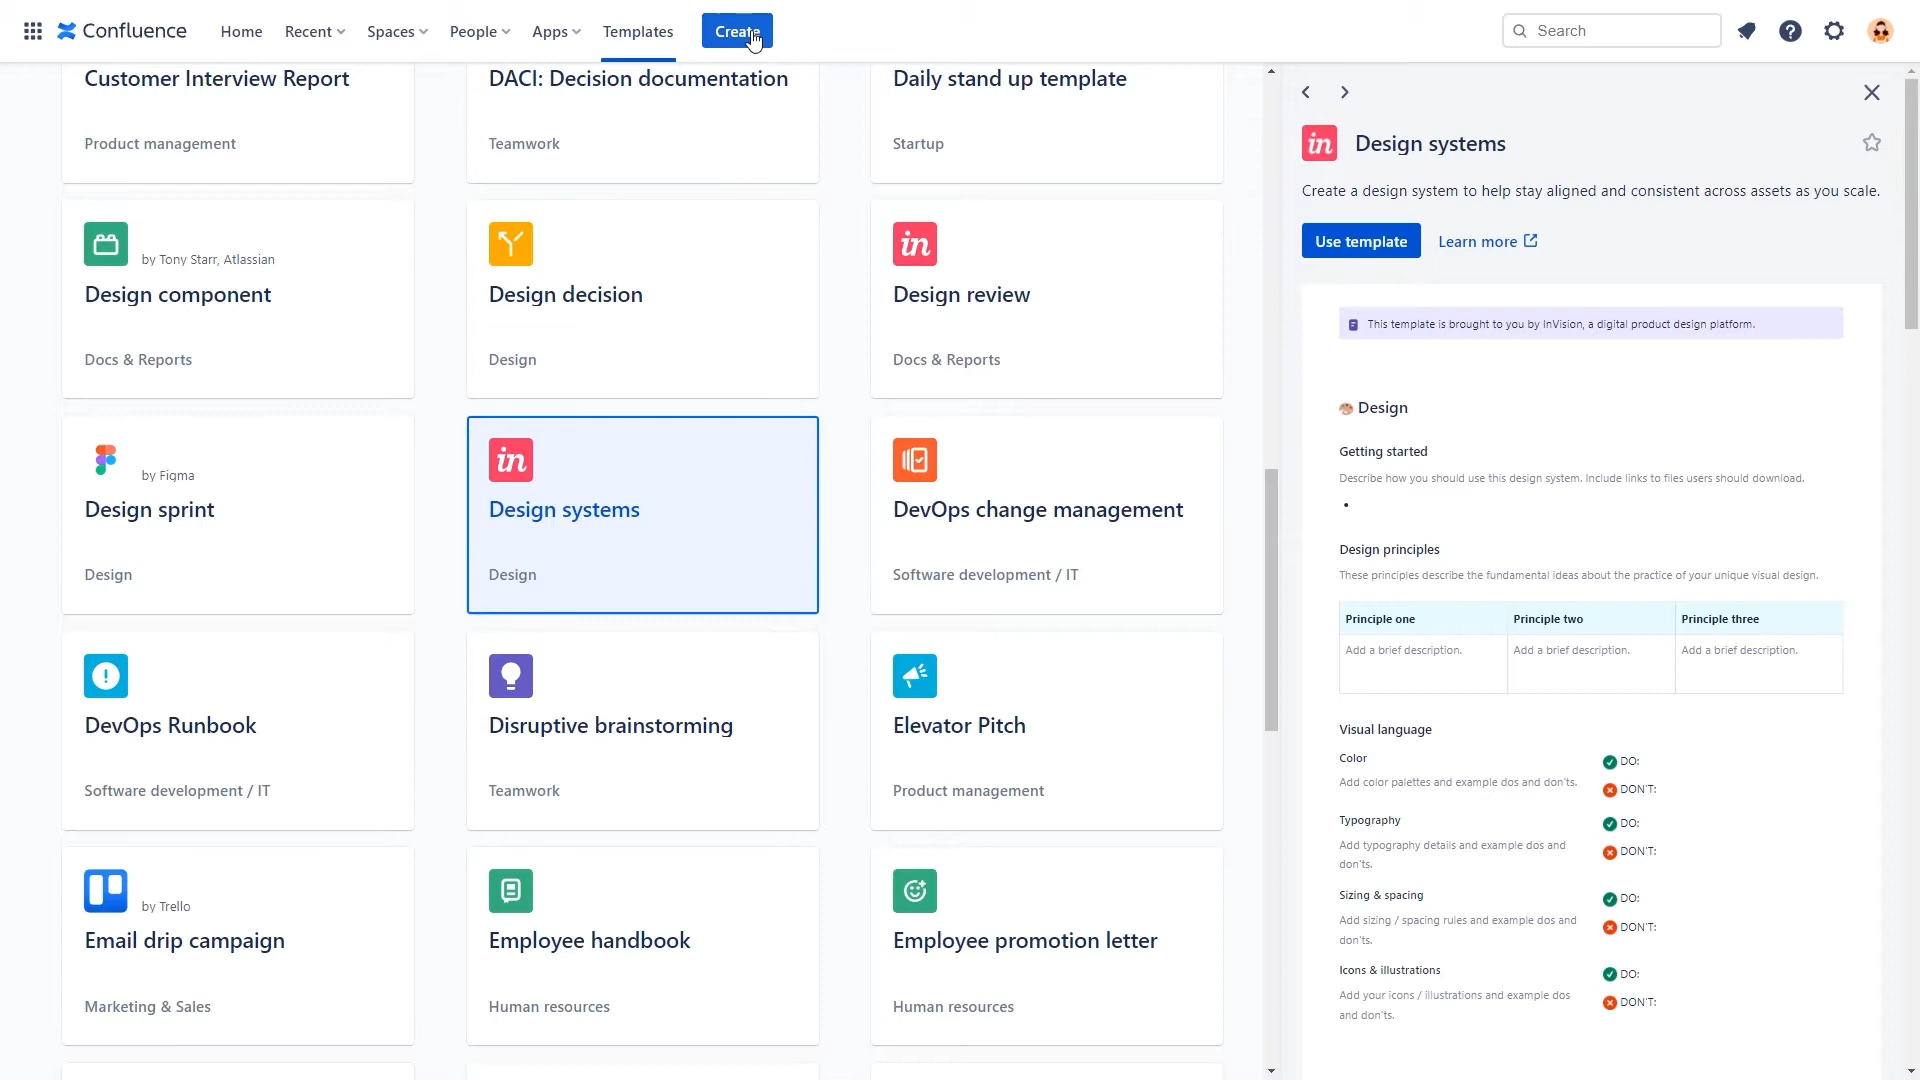 Confluence
Home
Recent
Spaces
People
Apps
Templates
Create
Search
Customer Interview Report
Product management
DACI: Decision documentation
Teamwork
Daily stand up template
Startup
by Tony Starr, Atlassian
Design component
Docs & Reports
Design decision
Design
in
Design review
Docs & Reports
by Figma
Design sprint
Design
in
Design systems
Design
DevOps change management
Software development / IT
DevOps Runbook
Software development / IT
Disruptive brainstorming
Teamwork
Elevator Pitch
Product management
by Trello
Email drip campaign
Marketing & Sales
Employee handbook
Human resources
Employee promotion letter
Human resources
in
Design systems
Create a design system to help stay aligned and consistent across assets as you scale.
Use template
Learn more
This template is brought to you by InVision, a digital product design platform.
Design
Getting started
Describe how you should use this design system. Include links to files users should download.
Design principles
These principles describe the fundamental ideas about the practice of your unique visual design.
Principle one
Principle two
Principle three
Add a brief description.
Add a brief description.
Add a brief description.
Visual language
Color
Add color palettes and example dos and don'ts.
DO:
DON'T:
Typography
Add typography details and example dos and
don'ts.
DO:
DON'T:
Sizing & spacing
Add sizing / spacing rules and example dos and
don'ts.
DO:
DON'T:
Icons & illustrations
Add your icons / illustrations and example dos
and don'ts.
DO:
DON'T: